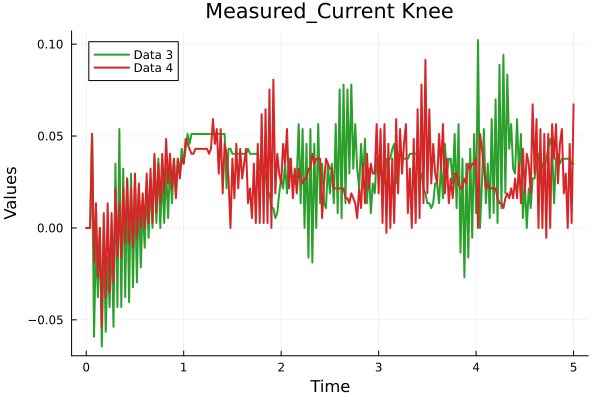 Measured_Current Knee
Data 3
Data 4
Values
0.10
0.05
0.00
−0.05
0 1 2 3 4 5
Time